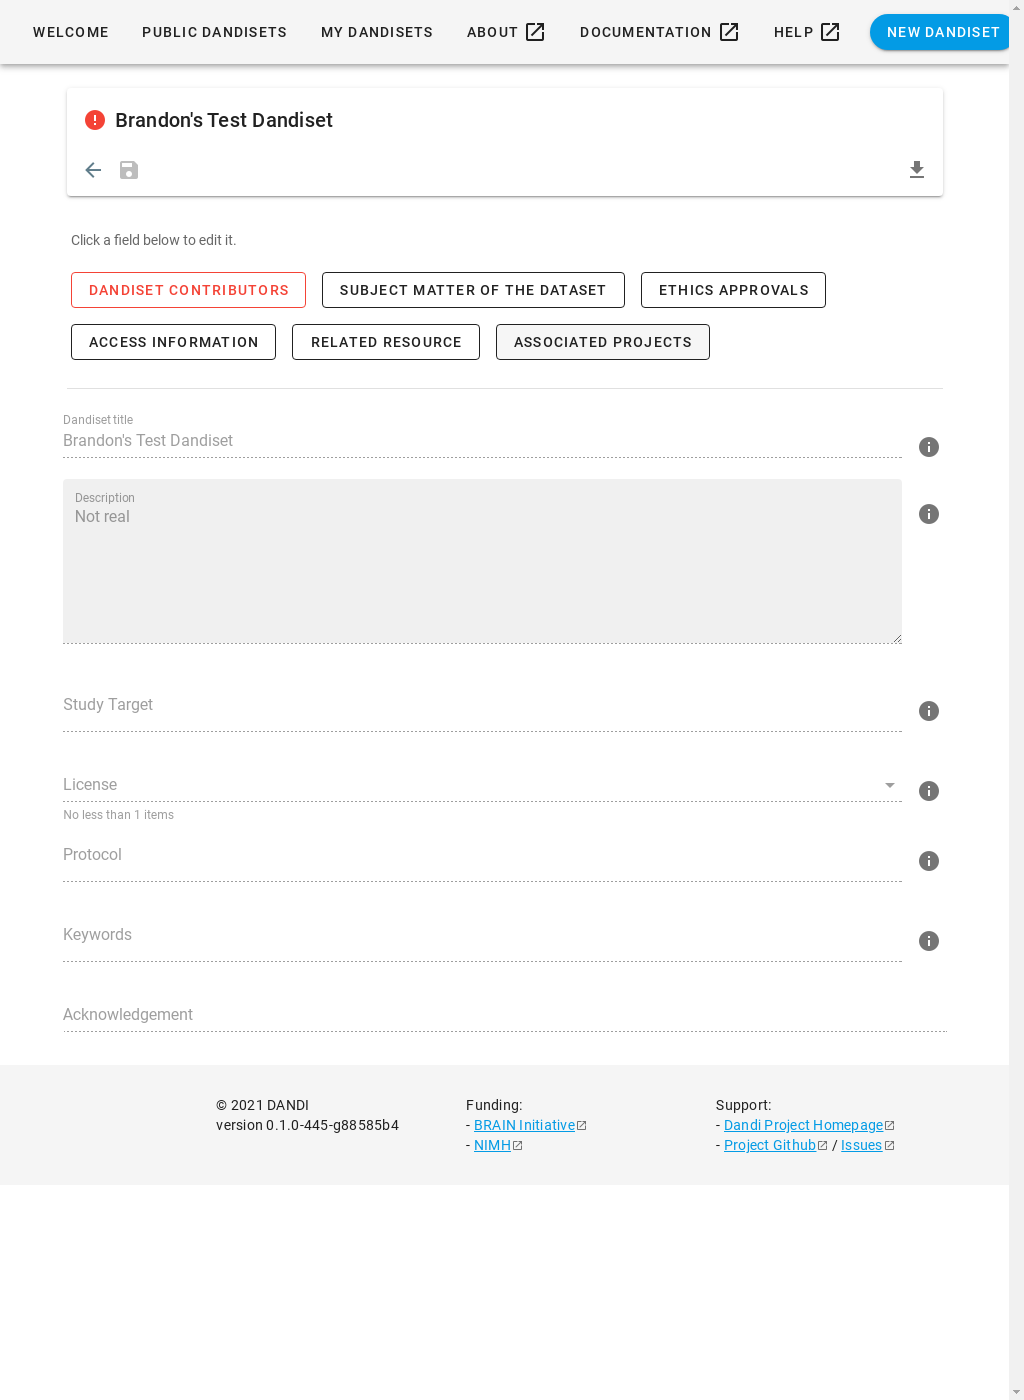 WELCOME PUBLIC DANDISETS MY DANDISETS ABOUT DOCUMENTATION HELP NEW DANDISET
Brandon's Test Dandiset
Click a field below to edit it.
DANDISET CONTRIBUTORS SUBJECT MATTER OF THE DATASET ETHICS APPROVALS
ACCESS INFORMATION RELATED RESOURCE ASSOCIATED PROJECTS
Dandiset title
Brandon's Test Dandiset
Description
Not real
Study Target
License
No less than 1 items
Protocol
Keywords
Acknowledgement
© 2021 DANDI
version 0.1.0-445-g88585b4
Funding:
- BRAIN Initiative
- NIMH
Support:
- Dandi Project Homepage
- Project Github / Issues